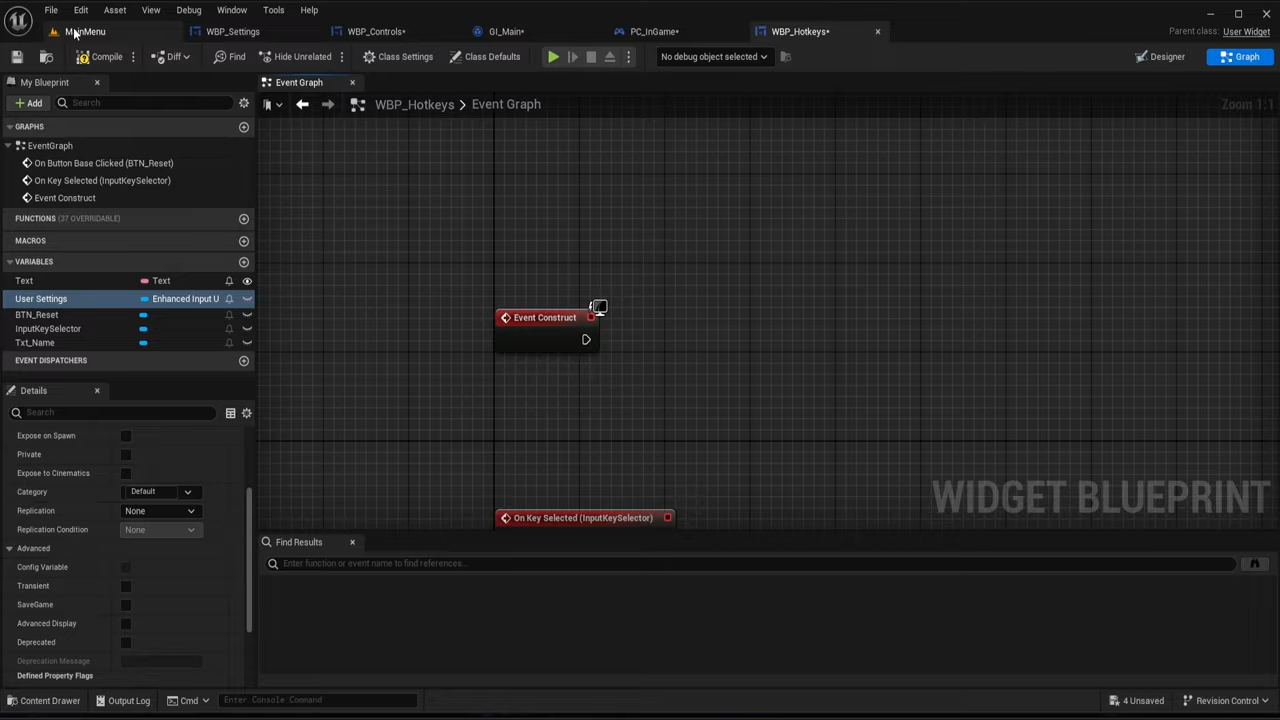 File Edit Asset View Debug Window Tools Help
MainMenu WBP_Settings WBP_Controls* GI_Main* PC_InGame* WBP_Hotkeys* Parent class: User Widget
Compile Diff Find Hide Unrelated Class Settings Class Defaults No debug object selected Designer Graph
My Blueprint Event Graph
Add Search WBP_Hotkeys > Event Graph Zoom 1:1
GRAPHS
EventGraph
On Button Base Clicked (BTN_Reset)
On Key Selected (InputKeySelector)
Event Construct
FUNCTIONS (37 OVERRIDABLE)
MACROS
VARIABLES
Text Text
User Settings Enhanced Input U
BTN_Reset
InputKeySelector
Event Construct
Txt_Name
EVENT DISPATCHERS
Details
Search
Expose on Spawn
Private
Expose to Cinematics
Category Default
WIDGET BLUEPRINT
Replication None
On Key Selected (InputKeySelector)
Replication Condition None
Find Results
Advanced
Enter function or event name to find references...
Config Variable
Transient
SaveGame
Advanced Display
Deprecated
Deprecation Message
Defined Property Flags
Content Drawer Output Log Cmd Enter Console Command 4 Unsaved Revision Control